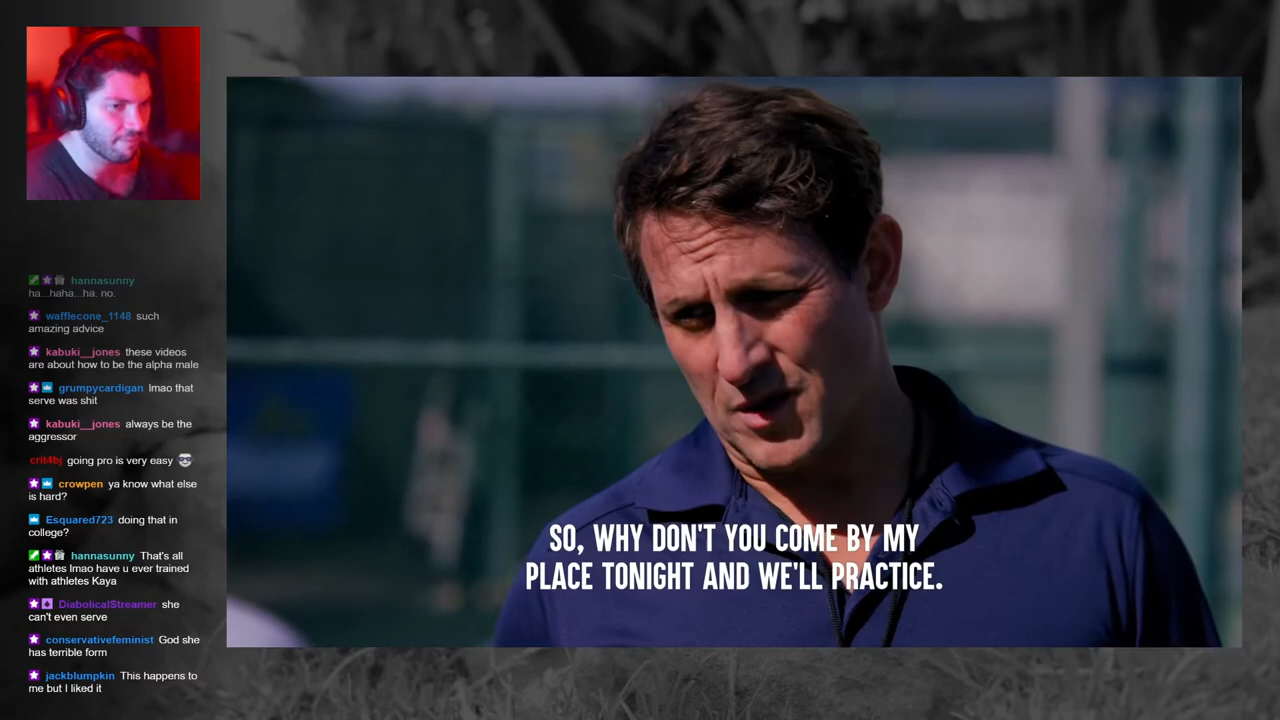 hannasunny
ha...haha...ha. no.
wafflecone_1148 such
amazing advice
kabuki__jones these videos
are about how to be the alpha male
grumpycardigan lmao that
serve was shit
kabuki__jones always be the
aggressor
crit4bj going pro is very easy
crowpen ya know what else
is hard?
Esquared723 doing that in
college?
hannasunny That's all
athletes lmao have u ever trained
with athletes Kaya
DiabolicalStreamer she
can't even serve
conservativefeminist God she
has terrible form
jackblumpkin This happens to
me but I liked it
SO, WHY DON'T YOU COME BY MY
PLACE TONIGHT AND WE'LL PRACTICE.